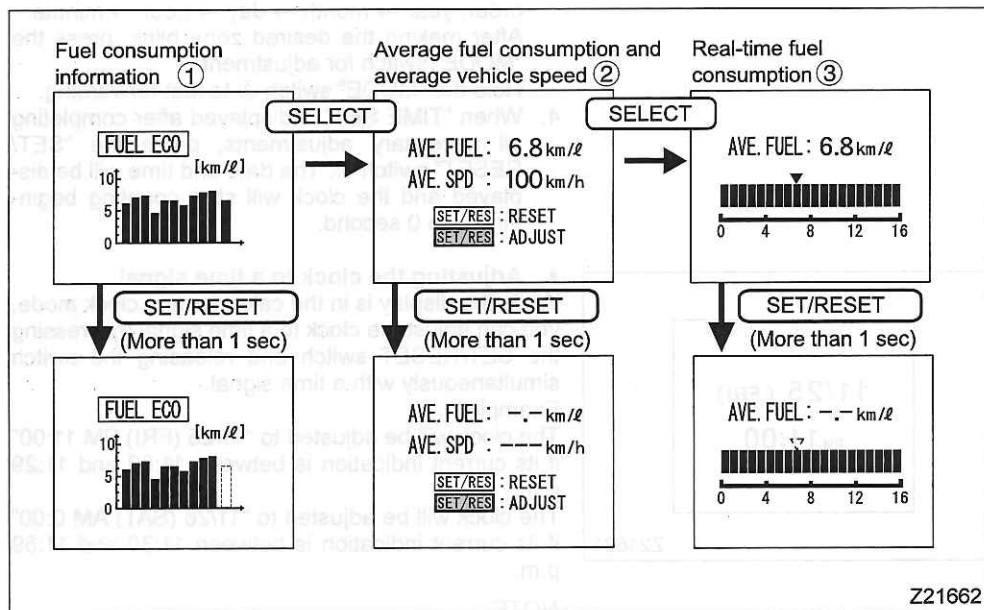 Fuel consumption
information ①
Average fuel consumption and
average vehicle speed ②
Real-time fuel
consumption ③
SELECT
SELECT
FUEL ECO
[km/ℓ]
10
5
0
AVE. FUEL : 6.8 km/ℓ
AVE. SPD : 100 km/h
SET/RES : RESET
SET/RES : ADJUST
AVE. FUEL : 6.8 km/ℓ
0 4 8 12 16
SET/RESET
(More than 1 sec)
SET/RESET
(More than 1 sec)
SET/RESET
(More than 1 sec)
FUEL ECO
[km/ℓ]
10
5
0
AVE. FUEL : -.- km/ℓ
AVE. SPD : --- km/h
SET/RES : RESET
SET/RES : ADJUST
AVE. FUEL : -.- km/ℓ
0 4 8 12 16
Z21662